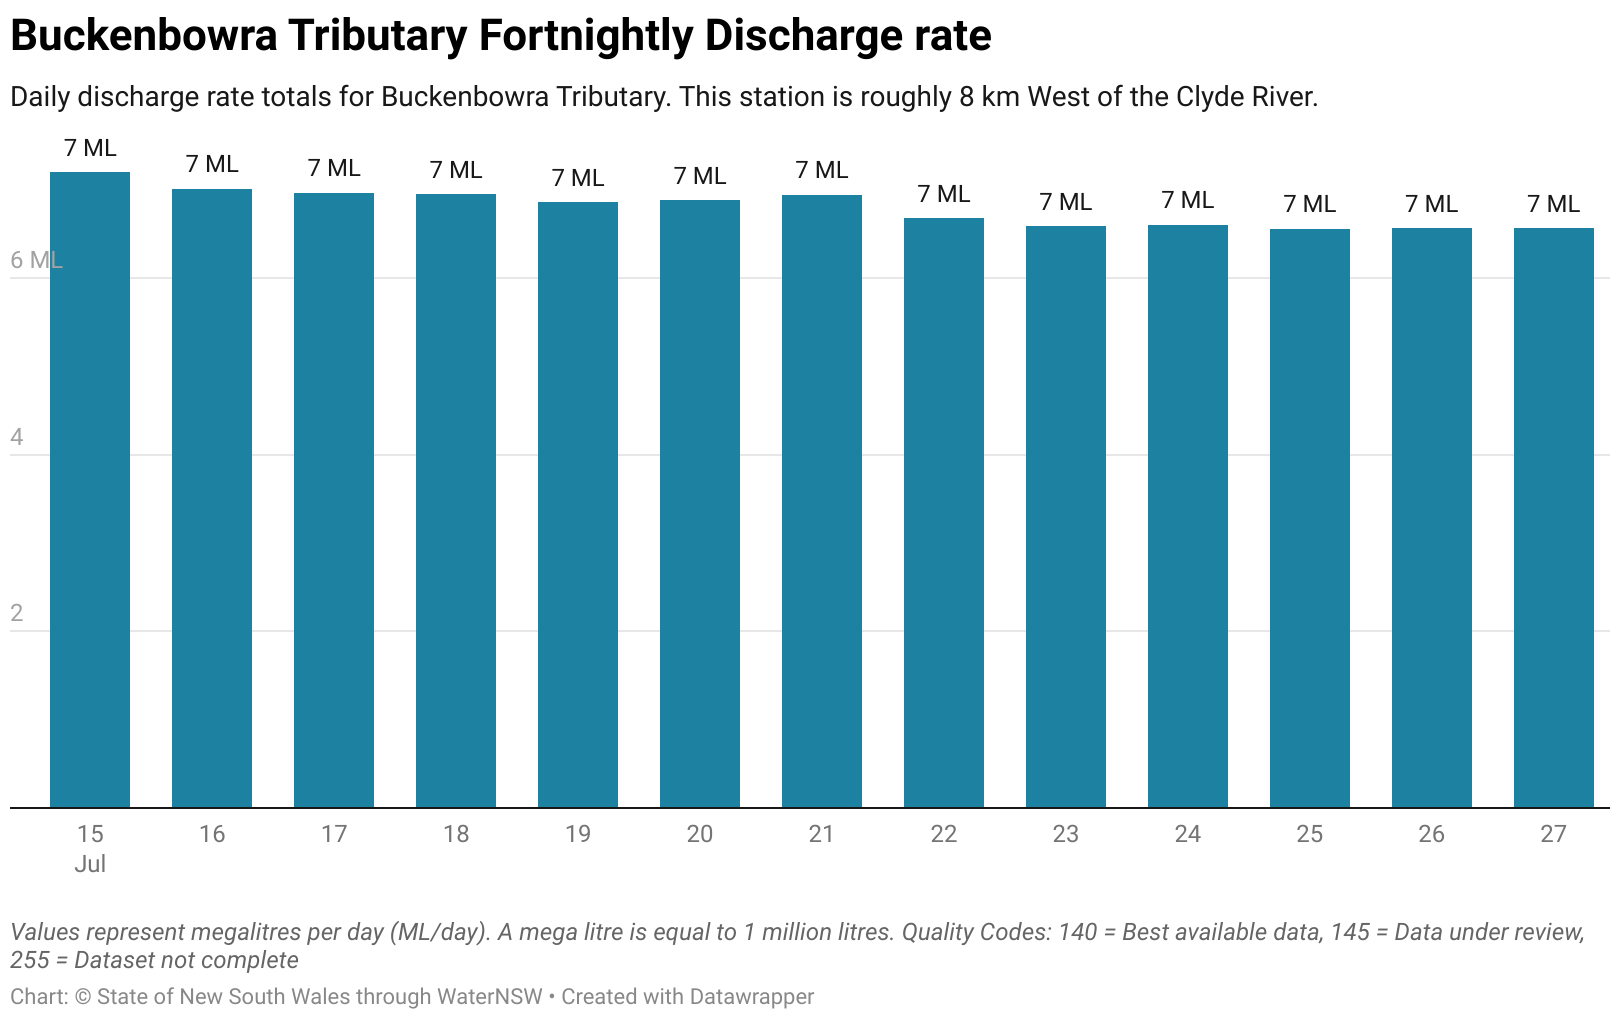 Buckenbowra Tributary Fortnightly Discharge rate
Daily discharge rate totals for Buckenbowra Tributary. This station is roughly 8 km West of the Clyde River.
7 ML 7 ML 7 ML 7 ML 7 ML 7 ML 7 ML 7 ML 7 ML 7 ML 7 ML 7 ML 7 ML
6 ML
4
2
15 16 17 18 19 20 21 22 23 24 25 26 27
Jul
Values represent megalitres per day (ML/day). A mega litre is equal to 1 million litres. Quality Codes: 140 = Best available data, 145 = Data under review,
255 = Dataset not complete
Chart: © State of New South Wales through WaterNSW • Created with Datawrapper